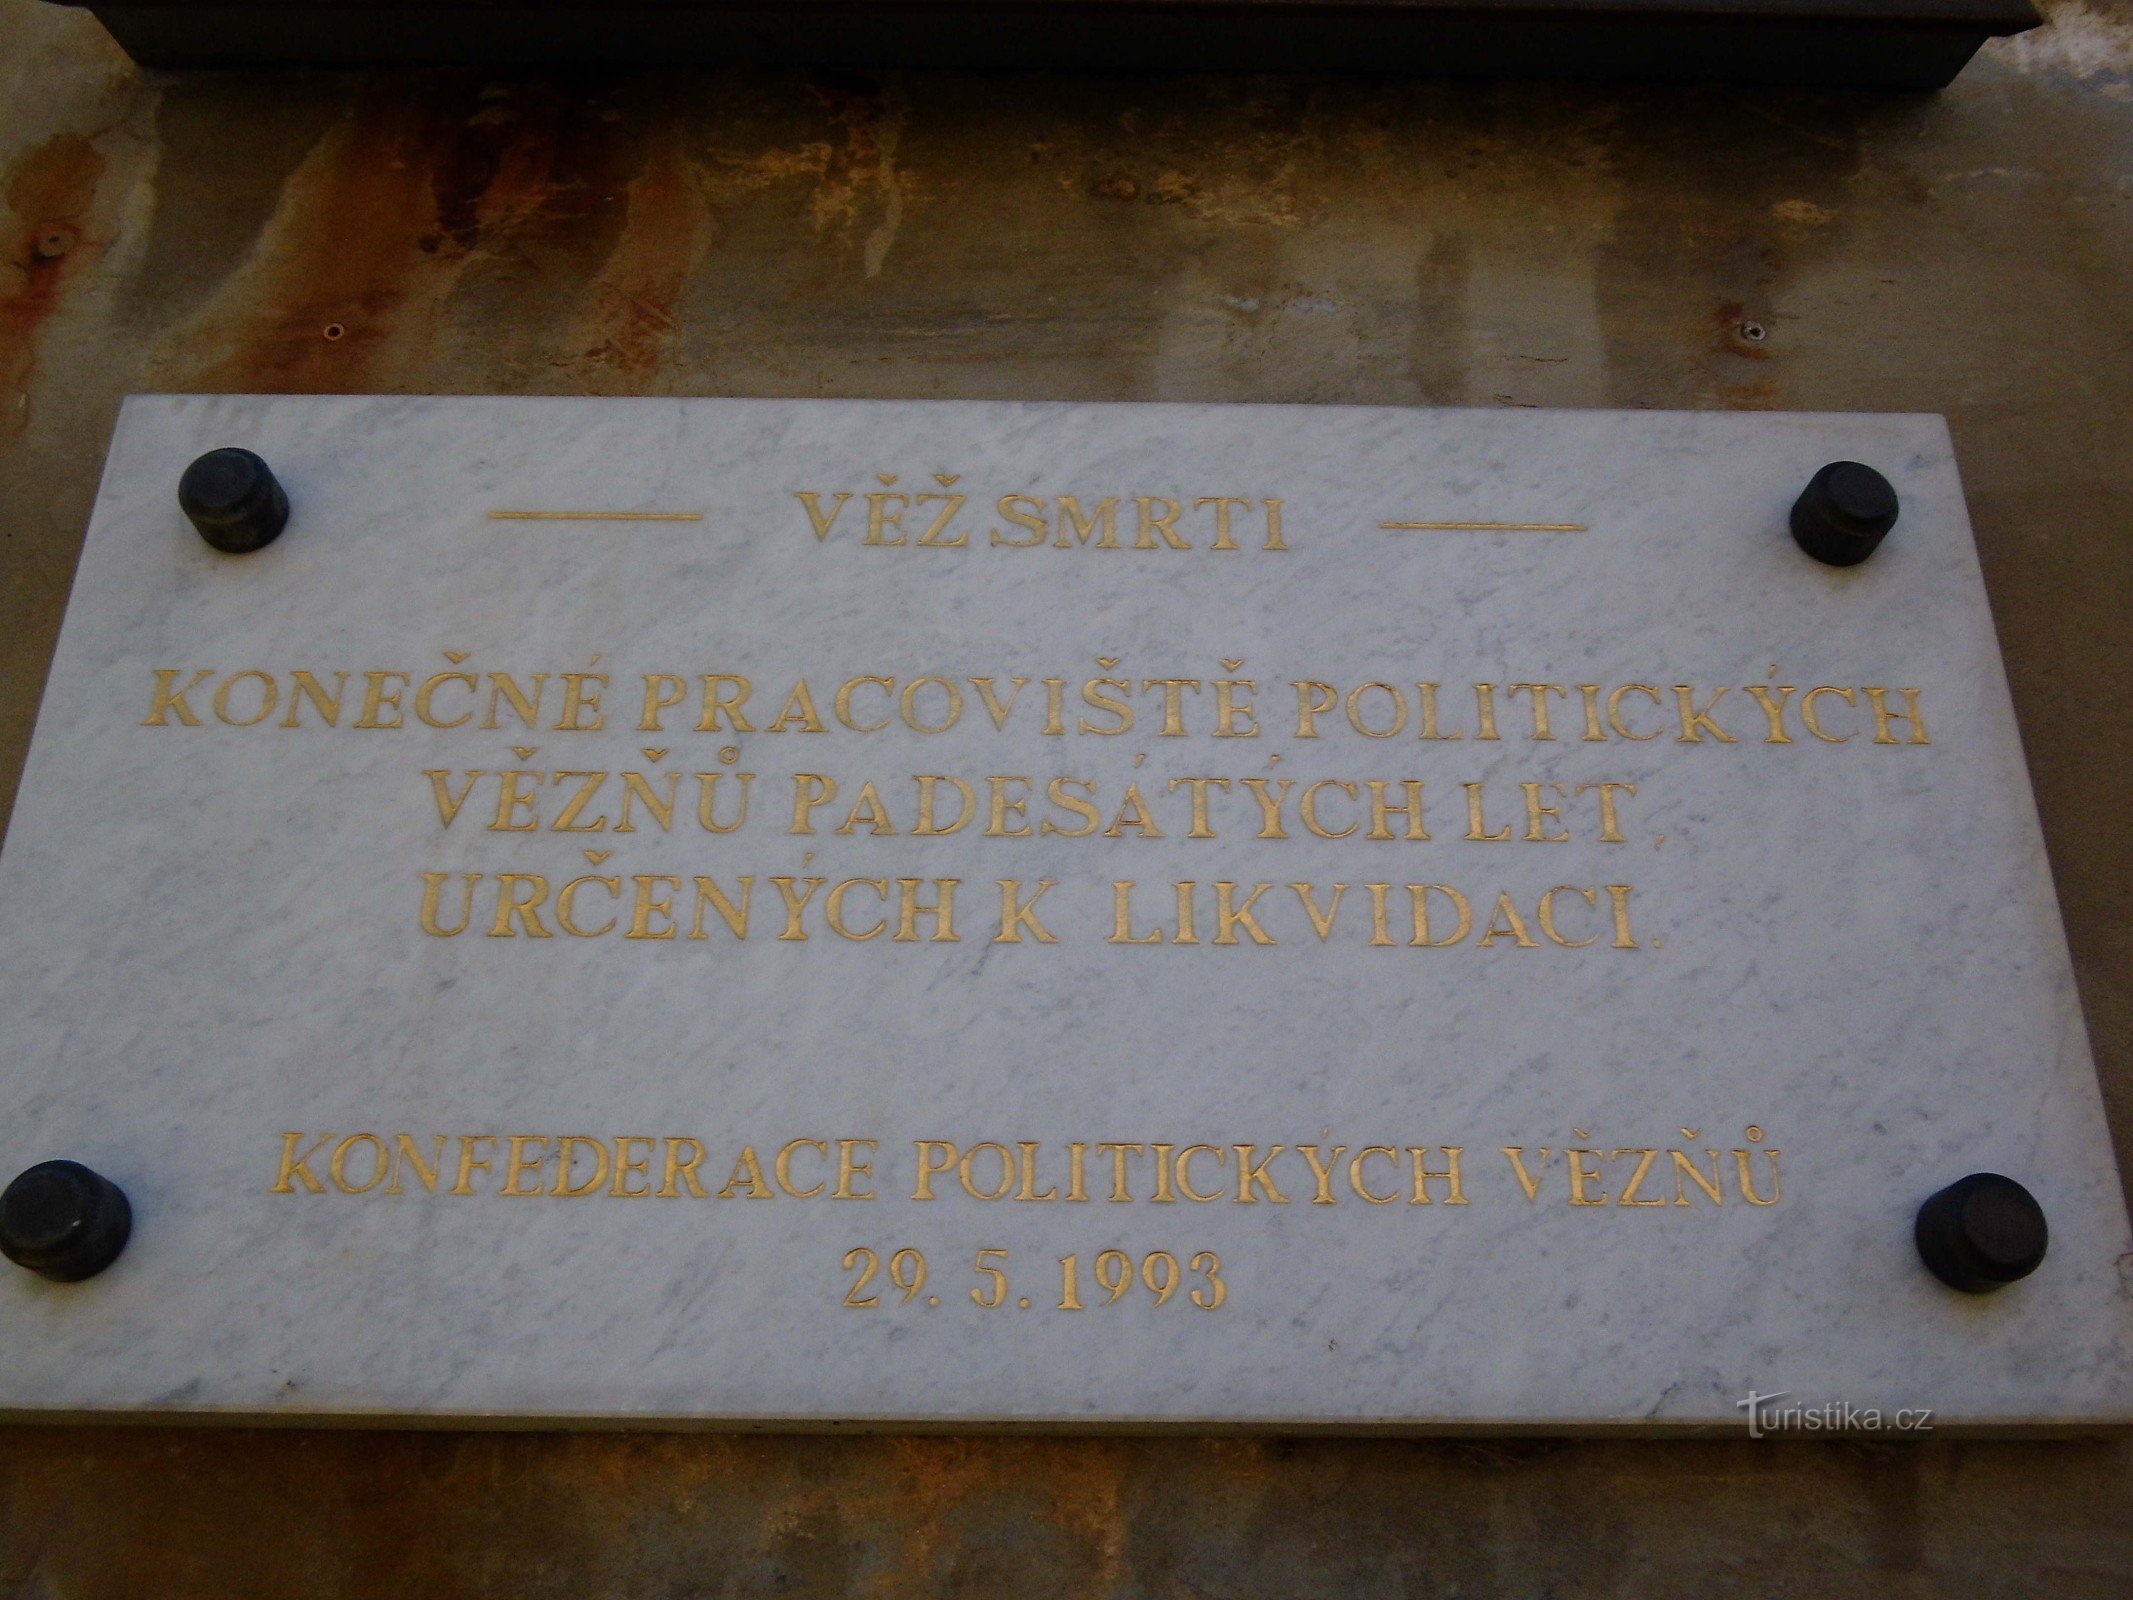 VĚŽ SMRTI
KONEČNÉ PRACOVIŠTĚ POLITICKÝCH
VĚZŇŮ PADESÁTÝCH LET,
URČENÝCH K LIKVIDACI.
KONFEDERACE POLITICKÝCH VĚZŇŮ
29. 5. 1993
Turistika.cz